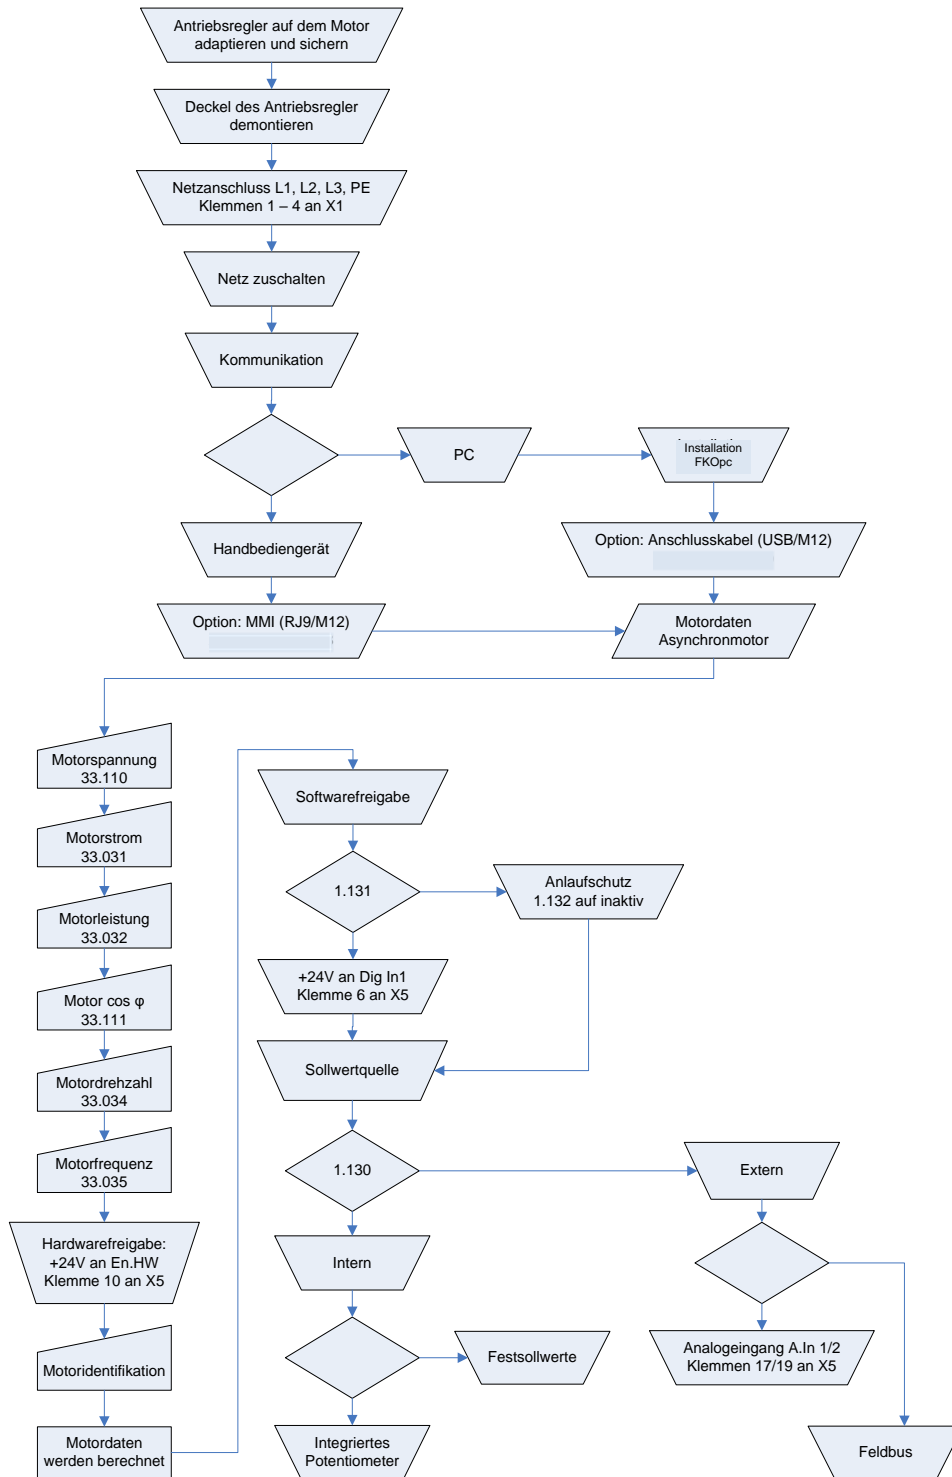 Antriebsregler auf dem Motor
adaptieren und sichern
Deckel des Antriebsregler
demontieren
Netzanschluss L1, L2, L3, PE
Klemmen 1 – 4 an X1
Netz zuschalten
Kommunikation
PC
Installation
FKOpc
Handbediengerät
Option: Anschlusskabel (USB/M12)
Option: MMI (RJ9/M12)
Motordaten
Asynchronmotor
Motorspannung
33.110
Motorstrom
33.031
Motorleistung
33.032
Motor cos φ
33.111
Motordrehzahl
33.034
Motorfrequenz
33.035
Hardwarefreigabe:
+24V an En.HW
Klemme 10 an X5
Motoridentifikation
Motordaten
werden berechnet
Softwarefreigabe
1.131
Anlaufschutz
1.132 auf inaktiv
+24V an Dig In1
Klemme 6 an X5
Sollwertquelle
1.130
Extern
Intern
Analogeingang A.In 1/2
Klemmen 17/19 an X5
Festsollwerte
Integriertes
Potentiometer
Feldbus